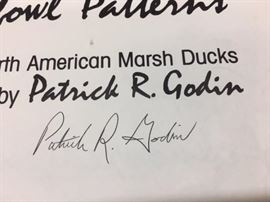 owl Patterns
rth American Marsh Ducks
by Patrick R. Godin
Patrick R. Godin